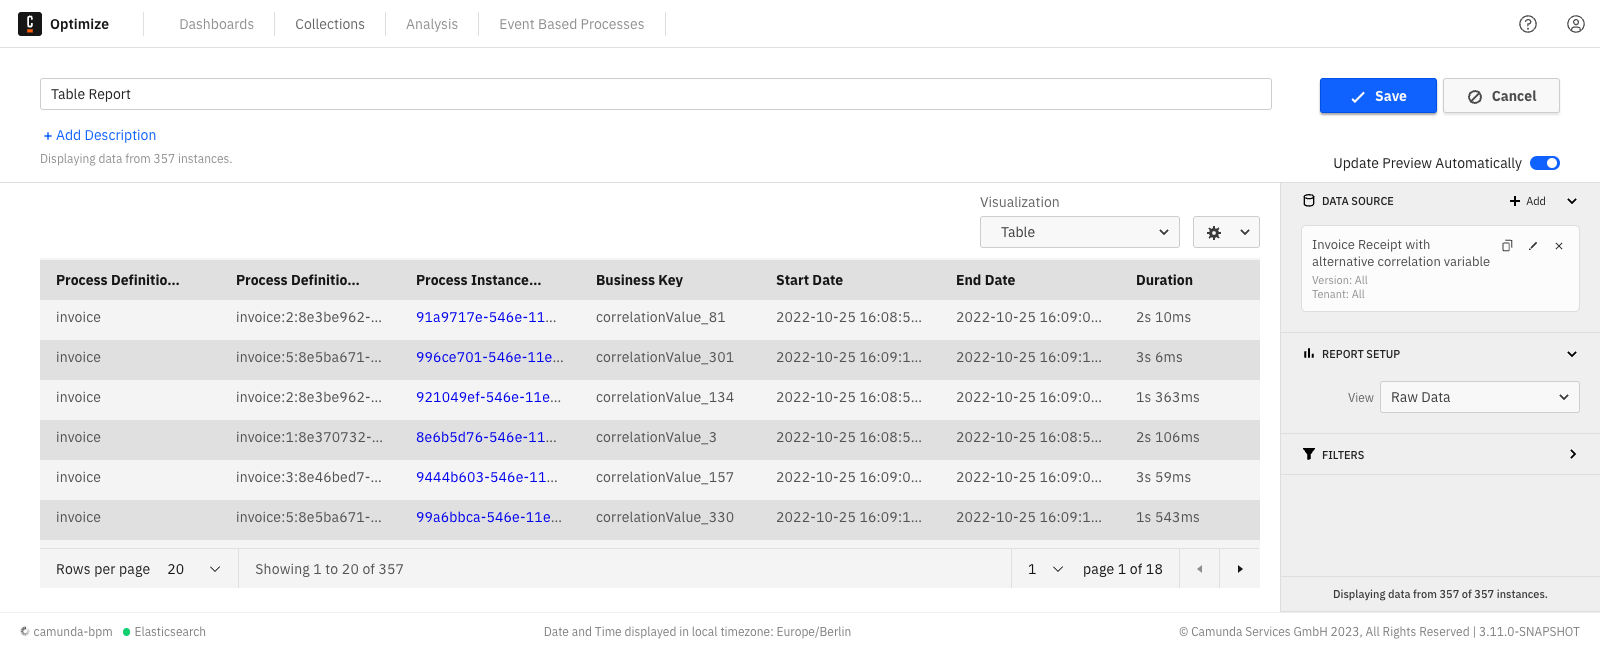 Optimize Dashboards Collections Analysis Event Based Processes
Table Report
Save Cancel
+ Add Description
Displaying data from 357 instances.
Update Preview Automatically
Visualization
Table
Process Definitio... Process Definitio... Process Instance... Business Key Start Date End Date Duration
invoice invoice:2:8e3be962-... 91a9717e-546e-11... correlationValue_81 2022-10-25 16:08:5... 2022-10-25 16:09:0... 2s 10ms
invoice invoice:5:8e5ba671-... 996ce701-546e-11e... correlationValue_301 2022-10-25 16:09:1... 2022-10-25 16:09:1... 3s 6ms
invoice invoice:2:8e3be962-... 921049ef-546e-11e... correlationValue_134 2022-10-25 16:08:5... 2022-10-25 16:09:0... 1s 363ms
invoice invoice:1:8e370732-... 8e6b5d76-546e-11... correlationValue_3 2022-10-25 16:08:5... 2022-10-25 16:08:5... 2s 106ms
invoice invoice:3:8e46bed7-... 9444b603-546e-11... correlationValue_157 2022-10-25 16:09:0... 2022-10-25 16:09:0... 3s 59ms
invoice invoice:5:8e5ba671-... 99a6bbca-546e-11e... correlationValue_330 2022-10-25 16:09:1... 2022-10-25 16:09:1... 1s 543ms
Rows per page 20 Showing 1 to 20 of 357 1 page 1 of 18
DATA SOURCE + Add
Invoice Receipt with
alternative correlation variable
Version: All
Tenant: All
REPORT SETUP
View Raw Data
FILTERS
Displaying data from 357 of 357 instances.
camunda-bpm Elasticsearch Date and Time displayed in local timezone: Europe/Berlin © Camunda Services GmbH 2023, All Rights Reserved | 3.11.0-SNAPSHOT